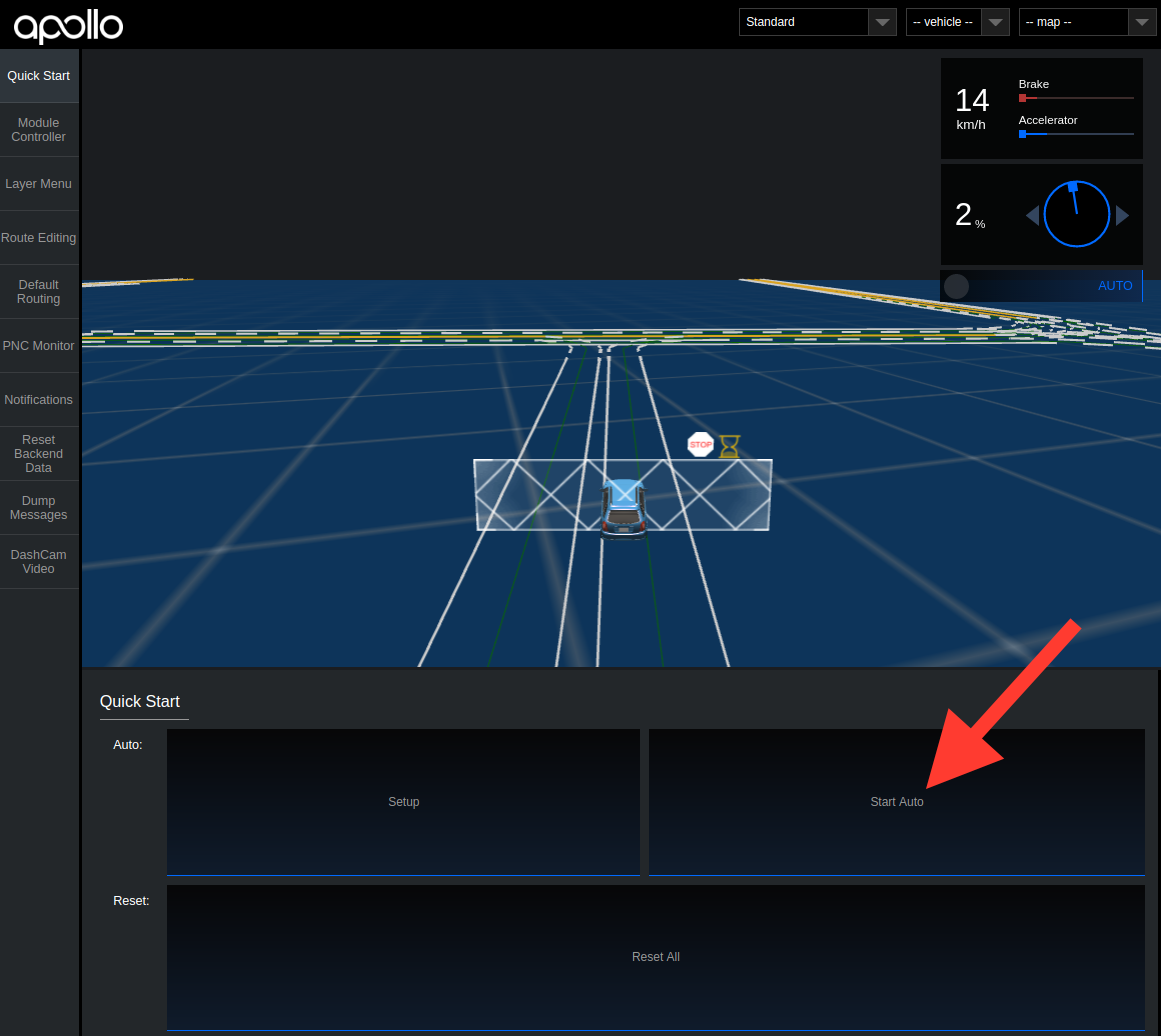 apollo
Standard
-- vehicle --
-- map --
Quick Start
Module
Controller
Layer Menu
Route Editing
Default
Routing
PNC Monitor
Notifications
Reset
Backend
Data
Dump
Messages
DashCam
Video
14
km/h
Brake
Accelerator
2 %
AUTO
STOP
Quick Start
Auto:
Setup
Start Auto
Reset:
Reset All